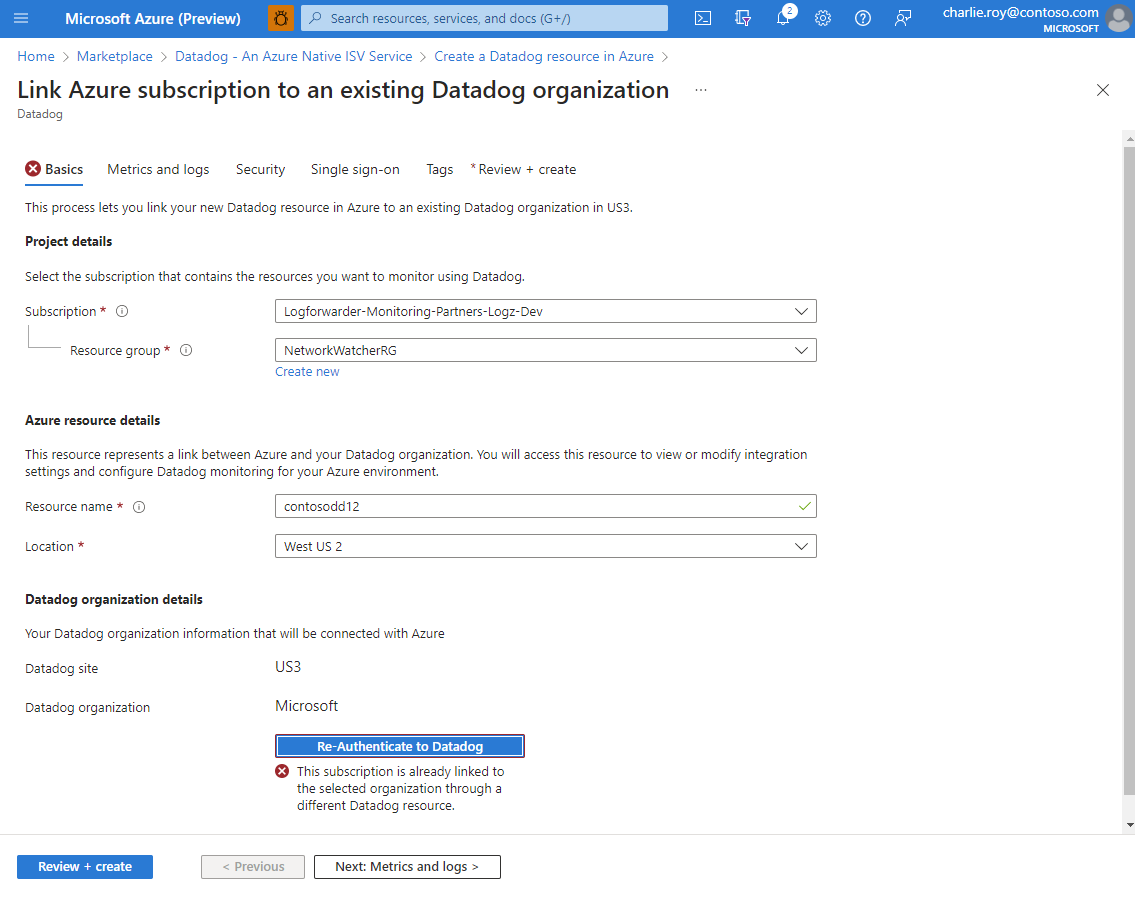 Microsoft Azure (Preview)
Search resources, services, and docs (G+/)
2
charlie.roy@contoso.com
MICROSOFT
Home > Marketplace > Datadog - An Azure Native ISV Service > Create a Datadog resource in Azure >
Link Azure subscription to an existing Datadog organization ...
Datadog
Basics Metrics and logs Security Single sign-on Tags * Review + create
This process lets you link your new Datadog resource in Azure to an existing Datadog organization in US3.
Project details
Select the subscription that contains the resources you want to monitor using Datadog.
Subscription * Logforwarder-Monitoring-Partners-Logz-Dev
Resource group * NetworkWatcherRG
Create new
Azure resource details
This resource represents a link between Azure and your Datadog organization. You will access this resource to view or modify integration
settings and configure Datadog monitoring for your Azure environment.
Resource name * contosodd12
Location * West US 2
Datadog organization details
Your Datadog organization information that will be connected with Azure
Datadog site US3
Datadog organization Microsoft
Re-Authenticate to Datadog
This subscription is already linked to
the selected organization through a
different Datadog resource.
Review + create < Previous Next: Metrics and logs >